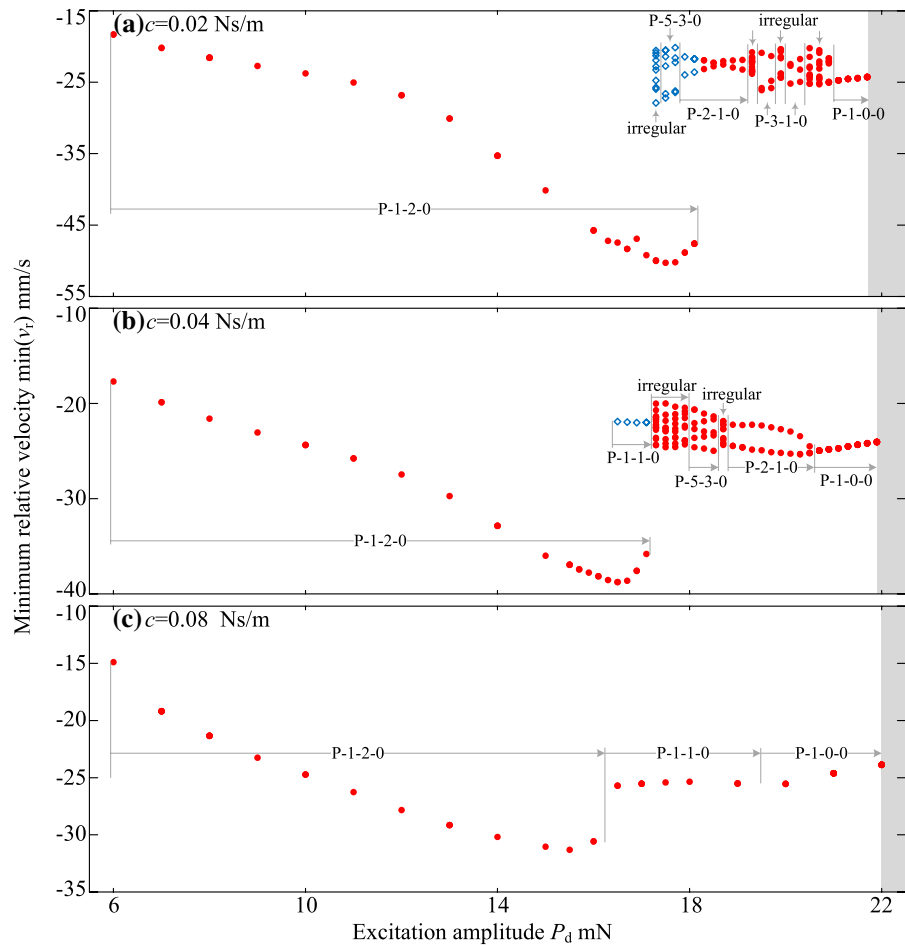 Minimum relative velocity min(vr) mm/s
(a) c=0.02 Ns/m
-15
-25
-35
-45
-55
P-5-3-0
irregular
P-2-1-0
P-3-1-0
P-1-0-0
irregular
P-1-2-0
(b) c=0.04 Ns/m
-10
-20
-30
-40
irregular
irregular
P-1-1-0
P-5-3-0
P-2-1-0
P-1-0-0
P-1-2-0
(c) c=0.08 Ns/m
-10
-15
-20
-25
-30
-35
P-1-2-0
P-1-1-0
P-1-0-0
6 10 14 18 22
Excitation amplitude Pd mN